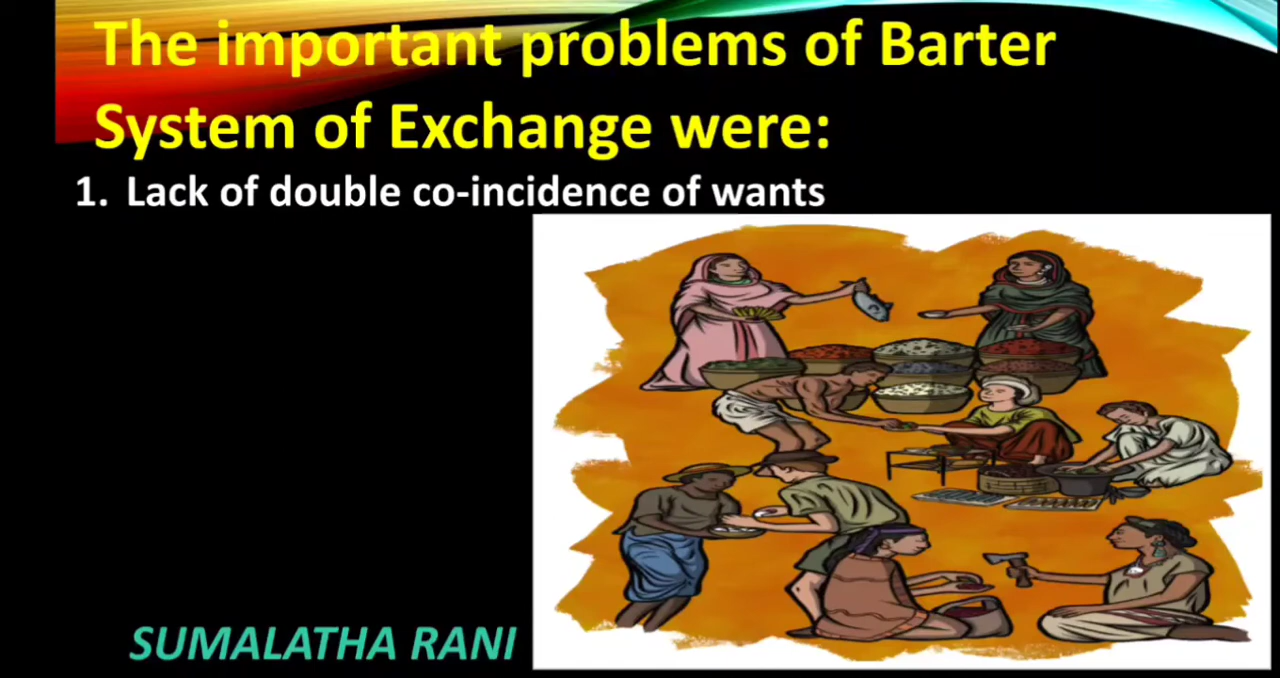 The important problems of Barter
System of Exchange were:
1. Lack of double co-incidence of wants
SUMALATHA RANI